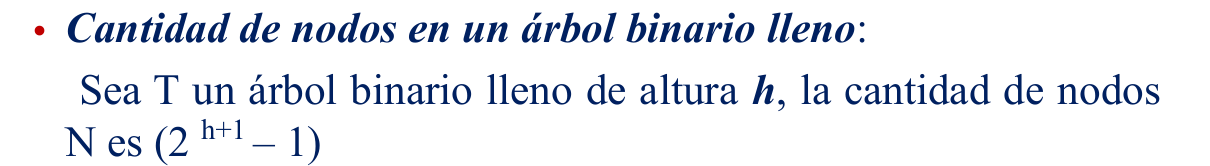 • Cantidad de nodos en un árbol binario lleno:
Sea T un árbol binario lleno de altura h, la cantidad de nodos
N es (2 h+1 – 1)